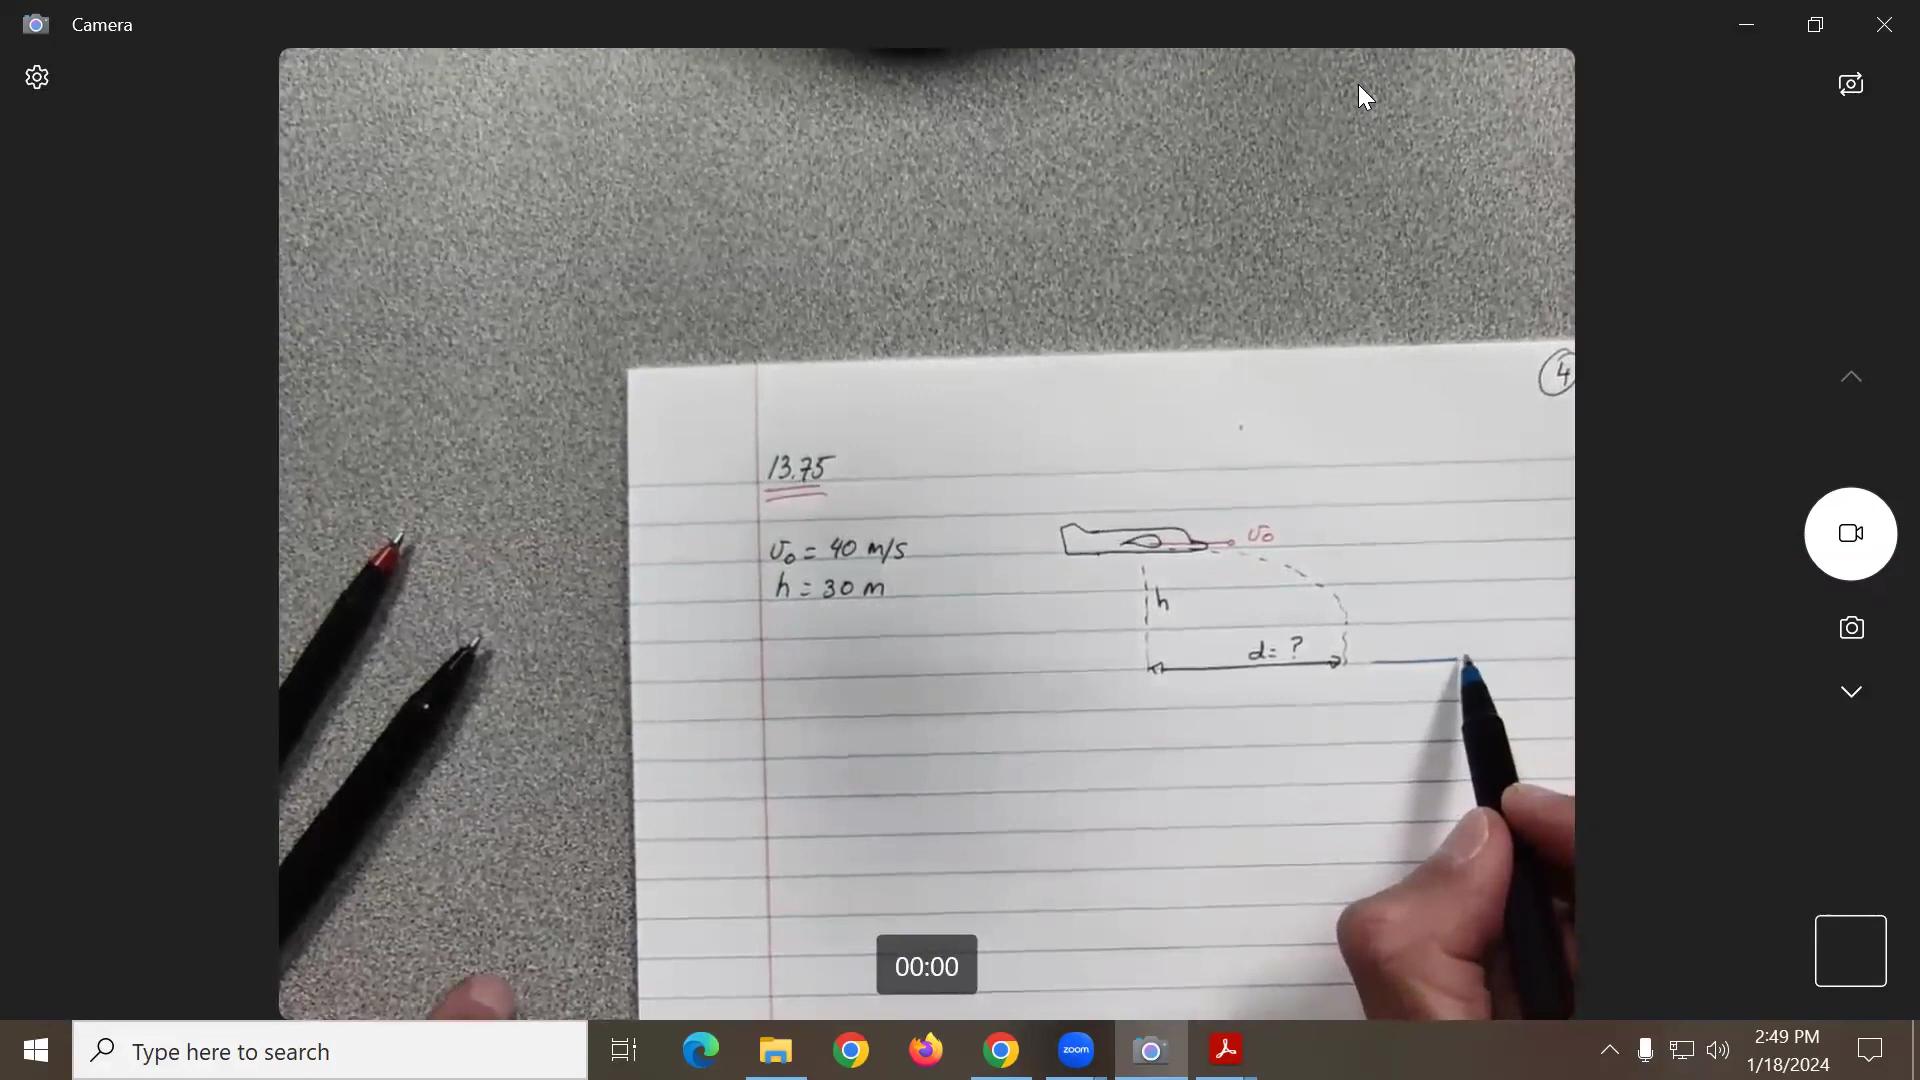 Camera
4
13.75
v₀ = 40 m/s
v₀
h = 30 m
h
d = ?
00:00
Type here to search
zoom
2:49 PM
1/18/2024